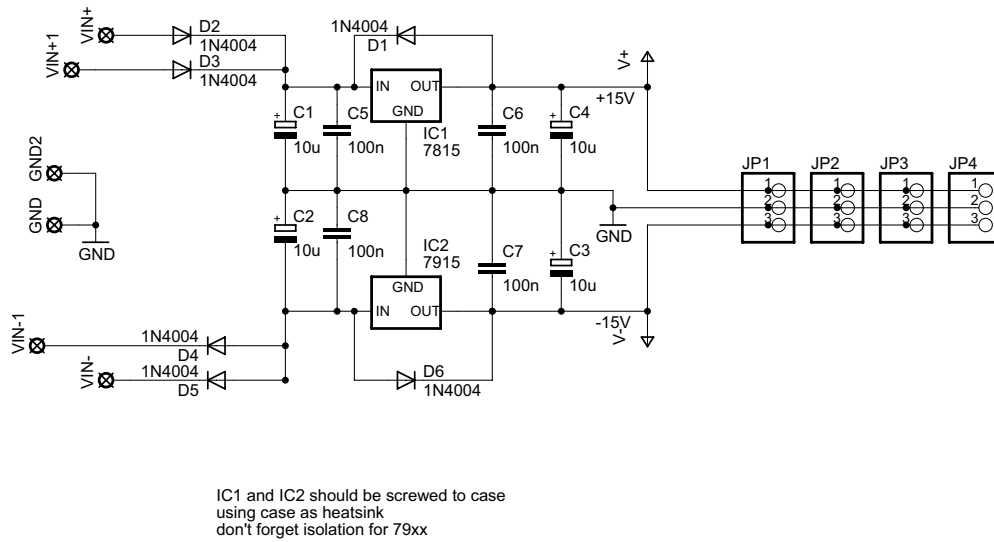 VIN+
D2
1N4004
VIN+1
D3
1N4004
1N4004
D1
V+
+15V
IN
OUT
GND
IC1
7815
+
C1
10u
C5
100n
C6
100n
+
C4
10u
GND2
GND
GND
+
C2
10u
C8
100n
IC2
7915
GND
IN
OUT
C7
100n
+
C3
10u
GND
-15V
V-
JP1
1
2
3
JP2
1
2
3
JP3
1
2
3
JP4
1
2
3
VIN-1
1N4004
D4
VIN-
1N4004
D5
D6
1N4004
IC1 and IC2 should be screwed to case
using case as heatsink
don't forget isolation for 79xx